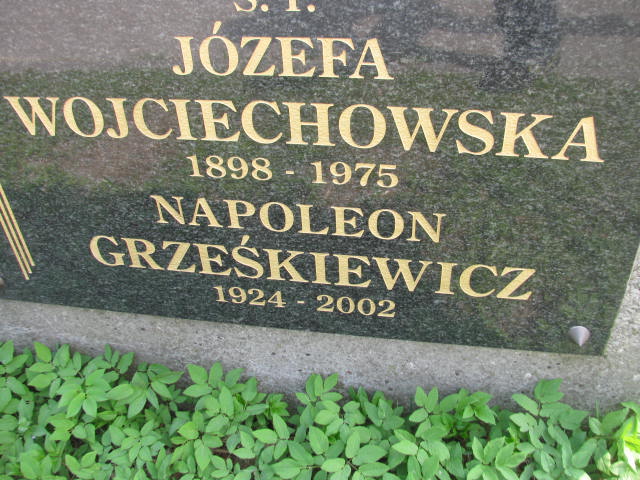 Ś. P.
JÓZEFA
WOJCIECHOWSKA
1898 - 1975
NAPOLEON
GRZEŚKIEWICZ
1924 - 2002